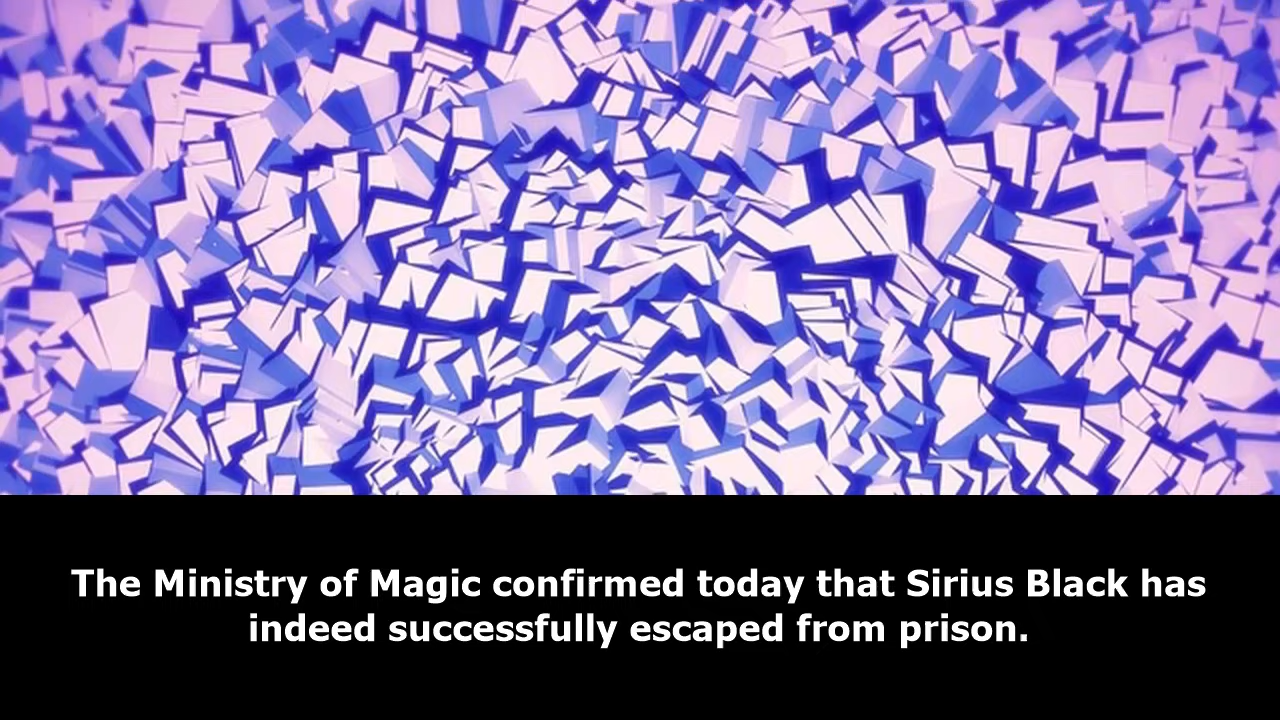 The Ministry of Magic confirmed today that Sirius Black has
indeed successfully escaped from prison.